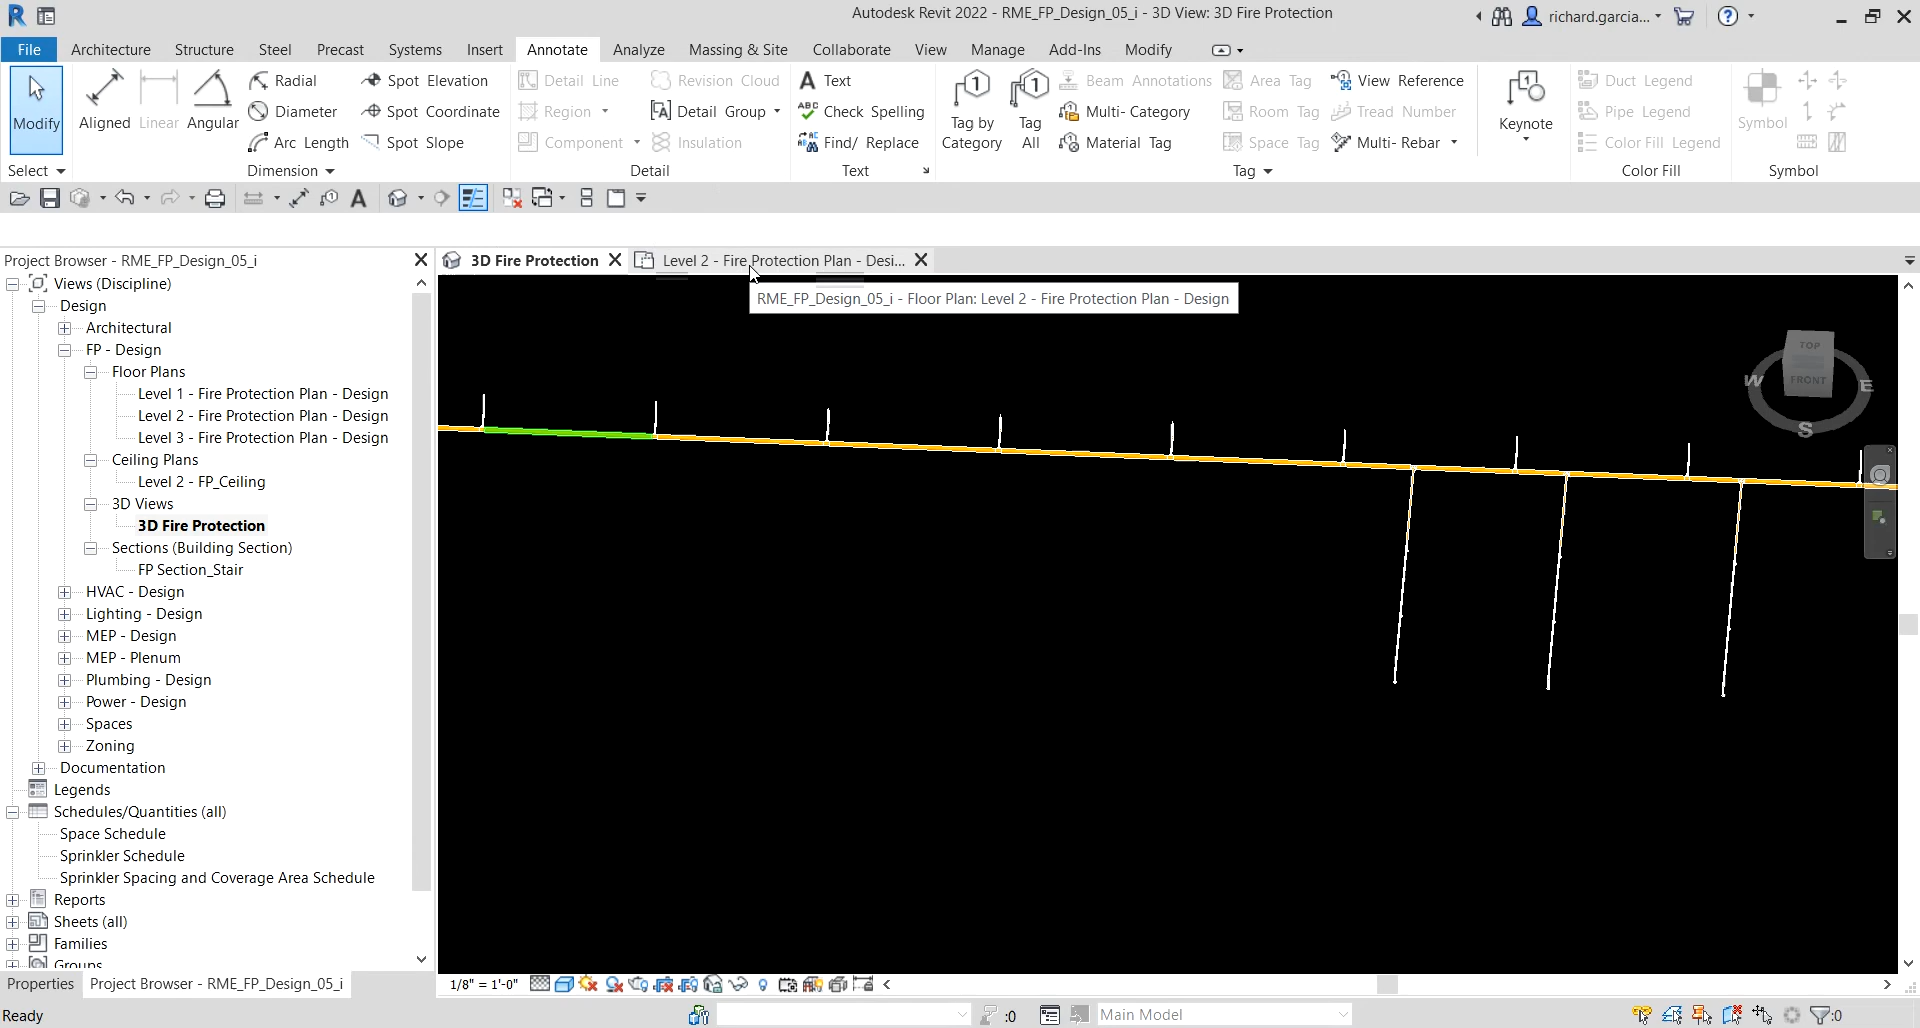 Autodesk Revit 2022 - RME_FP_Design_05_i - 3D View: 3D Fire Protection
richard.garcia...
File Architecture Structure Steel Precast Systems Insert Annotate Analyze Massing & Site Collaborate View Manage Add-Ins Modify
Radial Spot Elevation Detail Line Revision Cloud Text Beam Annotations Area Tag View Reference Duct Legend
Modify Aligned Linear Angular Diameter Spot Coordinate Region Detail Group Check Spelling Tag by Category Tag All Multi- Category Room Tag Tread Number Keynote Pipe Legend Symbol
Arc Length Spot Slope Component Insulation Find/ Replace Material Tag Space Tag Multi- Rebar Color Fill Legend
Select Dimension Detail Text Tag Color Fill Symbol
Project Browser - RME_FP_Design_05_i
3D Fire Protection Level 2 - Fire Protection Plan - Desi...
RME_FP_Design_05_i - Floor Plan: Level 2 - Fire Protection Plan - Design
Views (Discipline)
Design
Architectural
FP - Design
Floor Plans
Level 1 - Fire Protection Plan - Design
Level 2 - Fire Protection Plan - Design
Level 3 - Fire Protection Plan - Design
Ceiling Plans
Level 2 - FP_Ceiling
3D Views
3D Fire Protection
Sections (Building Section)
FP Section_Stair
HVAC - Design
Lighting - Design
MEP - Design
MEP - Plenum
Plumbing - Design
Power - Design
Spaces
Zoning
Documentation
Legends
Schedules/Quantities (all)
Space Schedule
Sprinkler Schedule
Sprinkler Spacing and Coverage Area Schedule
Reports
Sheets (all)
Families
Groups
TOP
W FRONT E
S
Properties Project Browser - RME_FP_Design_05_i
1/8" = 1'-0"
Ready
:0
Main Model
:0